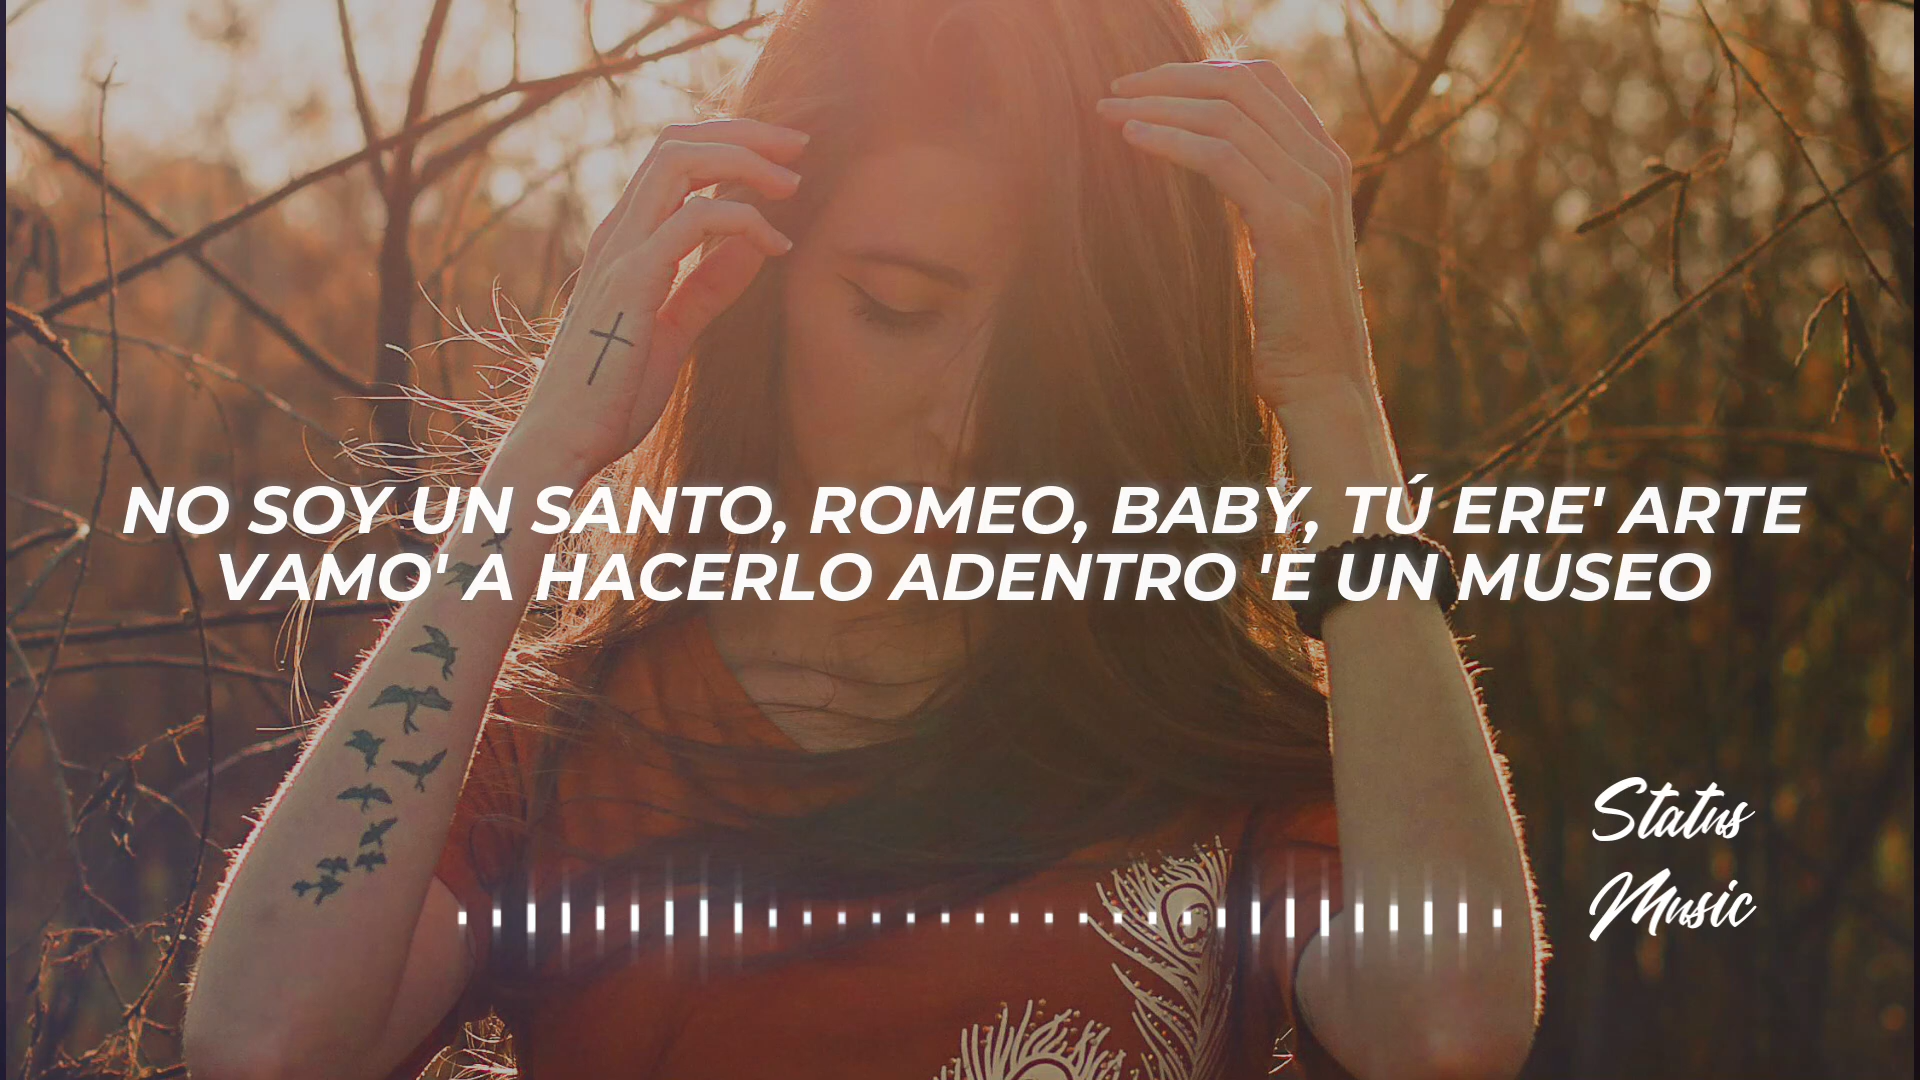 NO SOY UN SANTO, ROMEO, BABY, TÚ ERE' ARTE
VAMO' A HACERLO ADENTRO 'E UN MUSEO
Status
Music